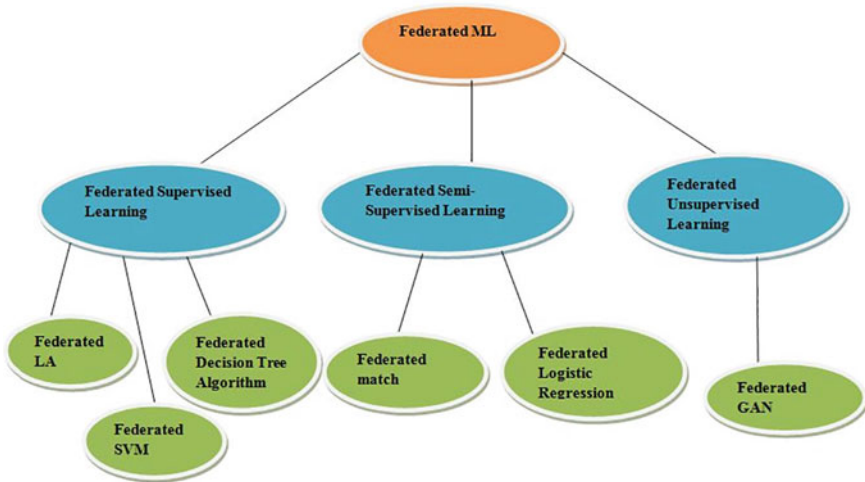 Federated ML
Federated Supervised
Learning
Federated Semi-
Supervised Learning
Federated
Unsupervised
Learning
Federated
LA
Federated
SVM
Federated
Decision Tree
Algorithm
Federated
match
Federated
Logistic
Regression
Federated
GAN